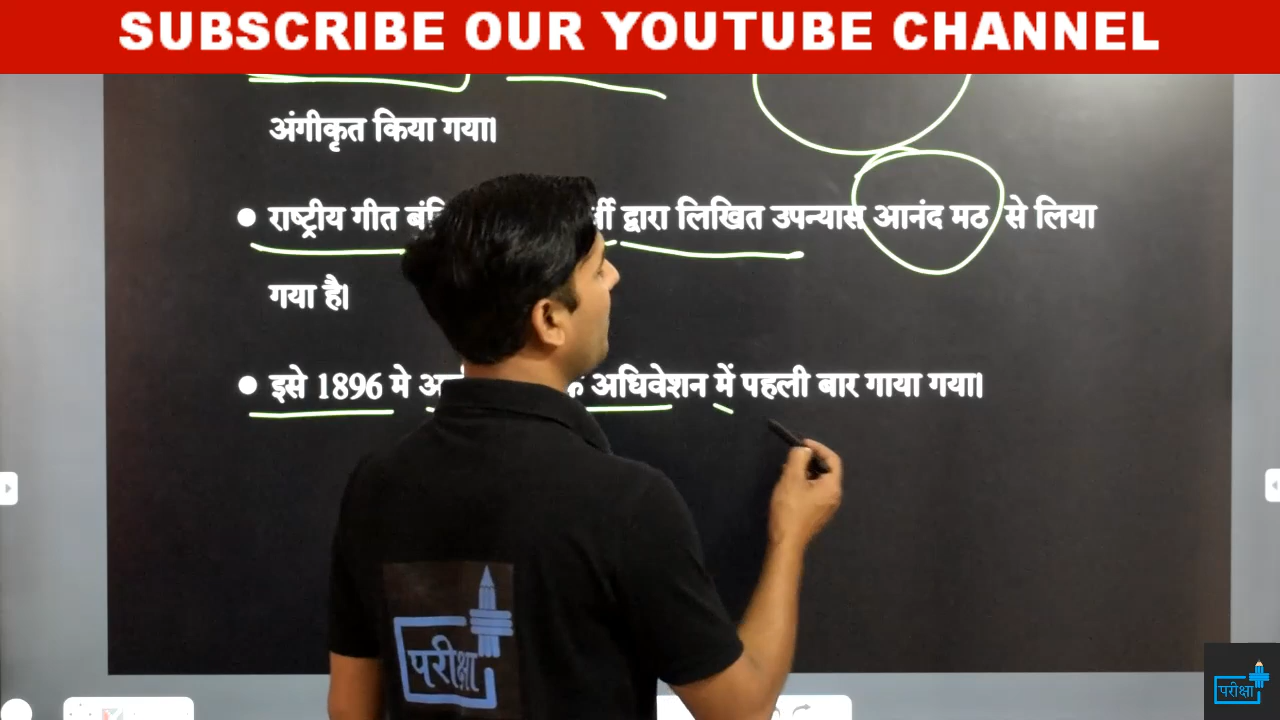 SUBSCRIBE OUR YOUTUBE CHANNEL
अंगीकृत किया गया।
राष्ट्रीय गीत द्वारा लिखित उपन्यास आनंद मठ से लिया
गया है।
इसे 1896 मे अधिवेशन में पहली बार गाया गया।
परीक्षा
परीक्षा